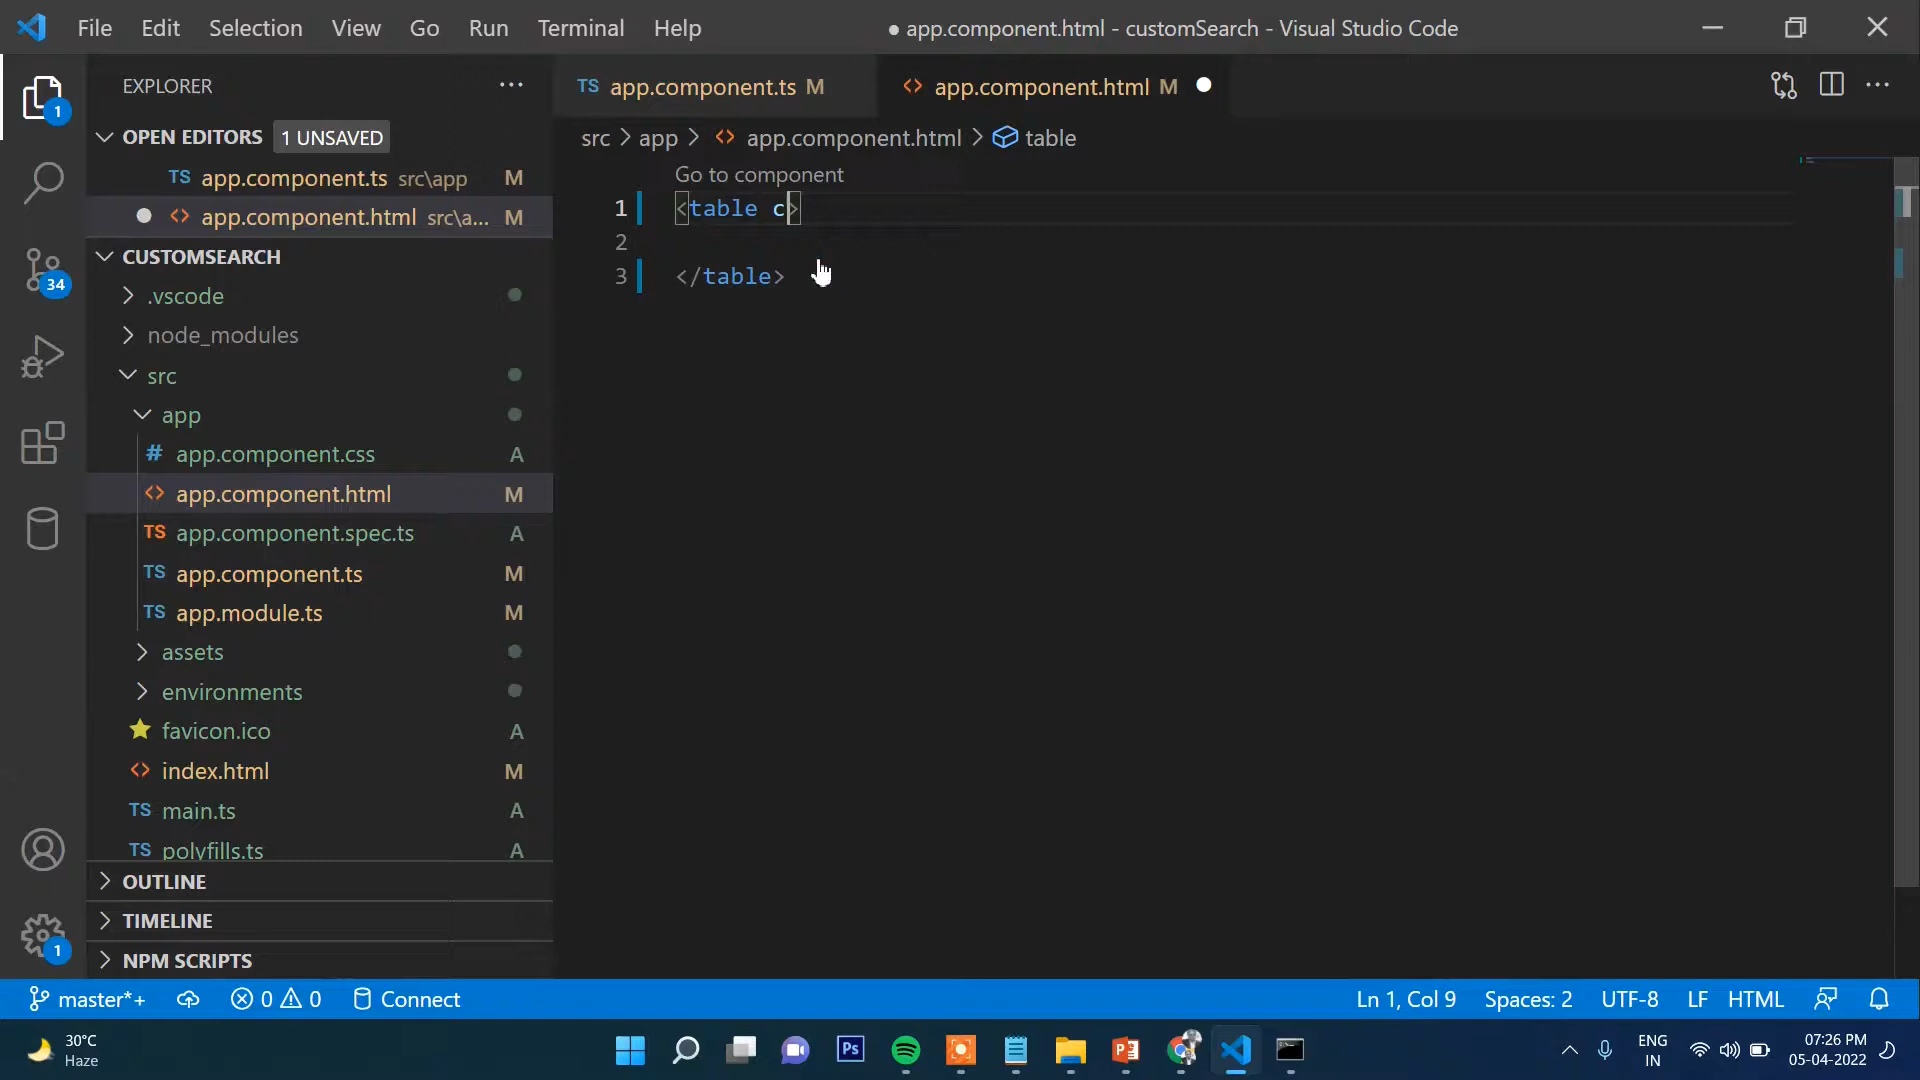 File Edit Selection View Go Run Terminal Help
● app.component.html - customSearch - Visual Studio Code
EXPLORER
TS app.component.ts M
<> app.component.html M
OPEN EDITORS 1 UNSAVED
TS app.component.ts src\app M
<> app.component.html src\a... M
src > app > <> app.component.html > table
Go to component
1 <table c>
2
3 </table>
CUSTOMSEARCH
.vscode
node_modules
src
app
# app.component.css A
<> app.component.html M
TS app.component.spec.ts A
TS app.component.ts M
TS app.module.ts M
assets
environments
favicon.ico A
<> index.html M
TS main.ts A
TS polyfills.ts A
OUTLINE
TIMELINE
NPM SCRIPTS
1
34
1
master*+ 0 0 Connect
Ln 1, Col 9 Spaces: 2 UTF-8 LF HTML
30°C
Haze
Ps
ENG
IN
07:26 PM
05-04-2022